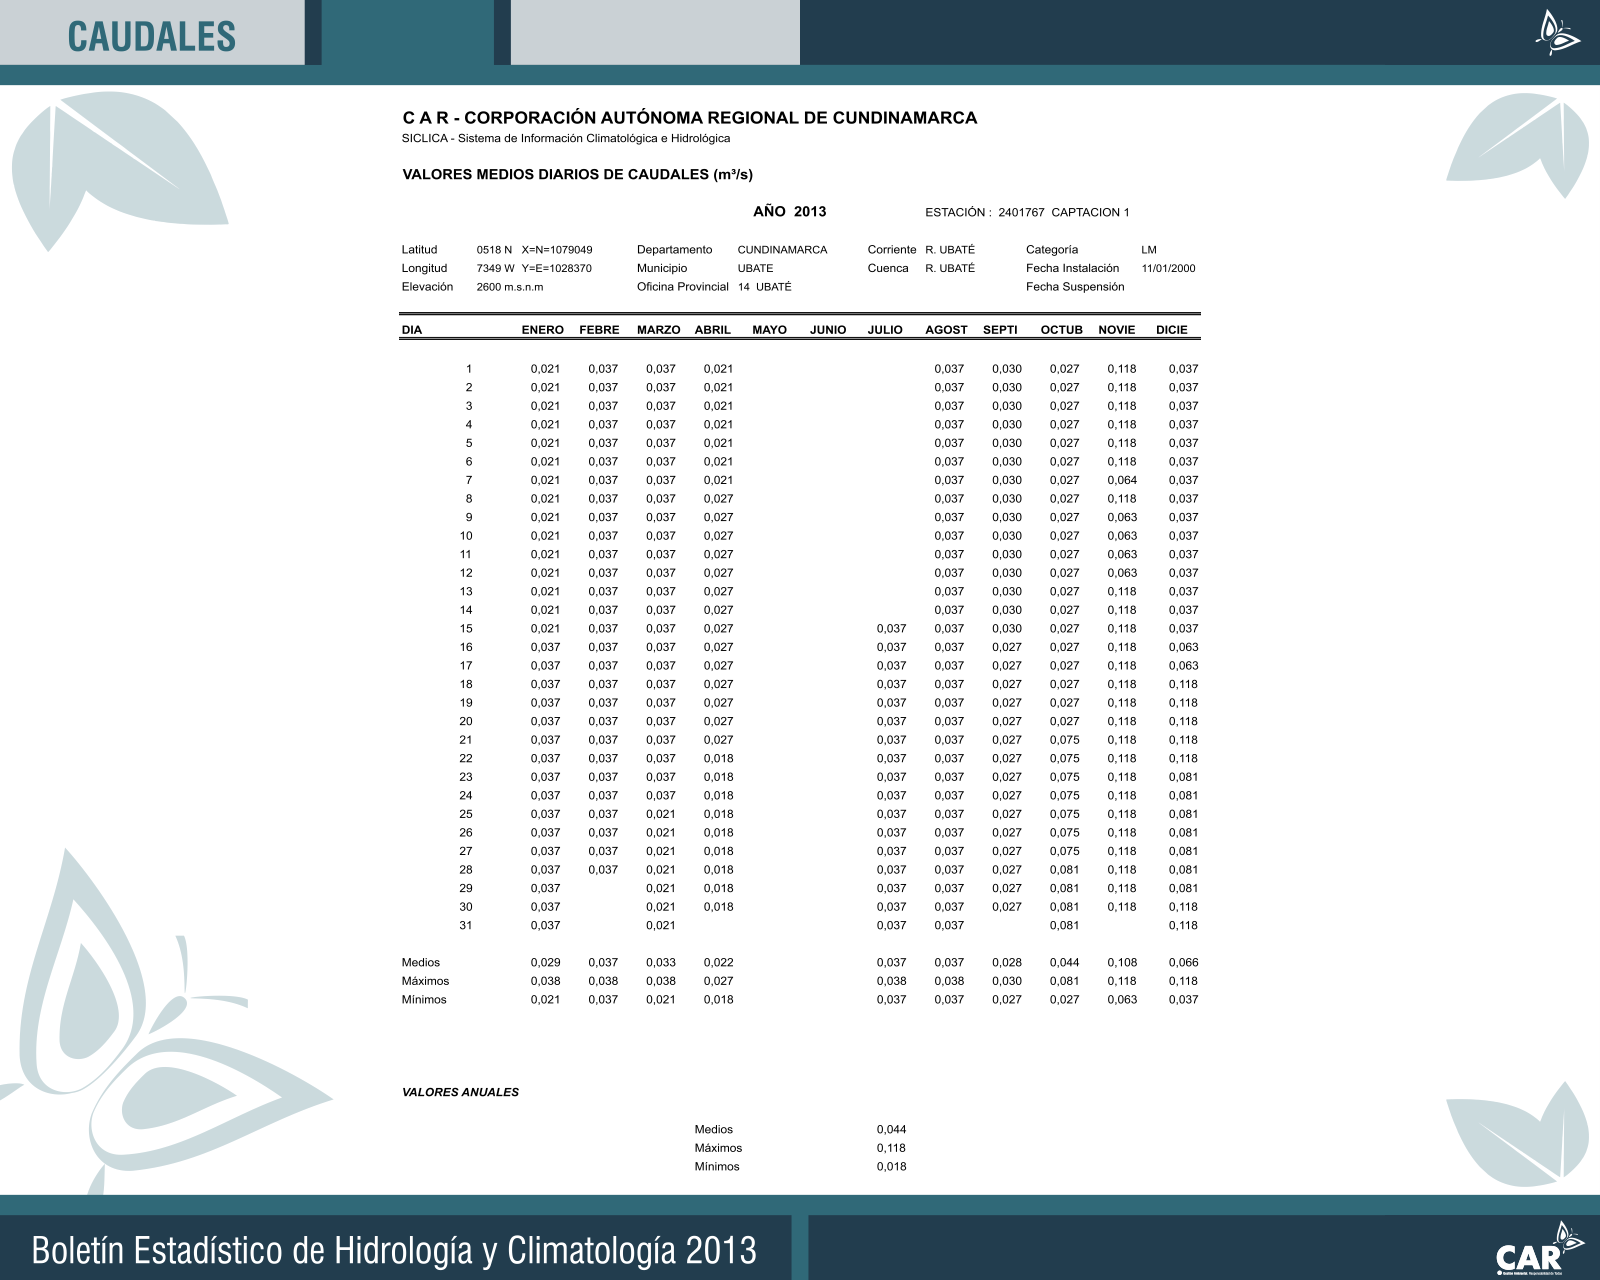 CAUDALES
C A R - CORPORACIÓN AUTÓNOMA REGIONAL DE CUNDINAMARCA
SICLICA - Sistema de Información Climatológica e Hidrológica
VALORES MEDIOS DIARIOS DE CAUDALES (m³/s)
AÑO 2013 ESTACIÓN : 2401767 CAPTACION 1
Latitud 0518 N X=N=1079049 Departamento CUNDINAMARCA Corriente R. UBATÉ Categoría LM
Longitud 7349 W Y=E=1028370 Municipio UBATE Cuenca R. UBATÉ Fecha Instalación 11/01/2000
Elevación 2600 m.s.n.m Oficina Provincial 14 UBATÉ Fecha Suspensión
DIA ENERO FEBRE MARZO ABRIL MAYO JUNIO JULIO AGOST SEPTI OCTUB NOVIE DICIE
1 0,021 0,037 0,037 0,021 0,037 0,030 0,027 0,118 0,037
2 0,021 0,037 0,037 0,021 0,037 0,030 0,027 0,118 0,037
3 0,021 0,037 0,037 0,021 0,037 0,030 0,027 0,118 0,037
4 0,021 0,037 0,037 0,021 0,037 0,030 0,027 0,118 0,037
5 0,021 0,037 0,037 0,021 0,037 0,030 0,027 0,118 0,037
6 0,021 0,037 0,037 0,021 0,037 0,030 0,027 0,118 0,037
7 0,021 0,037 0,037 0,021 0,037 0,030 0,027 0,064 0,037
8 0,021 0,037 0,037 0,027 0,037 0,030 0,027 0,118 0,037
9 0,021 0,037 0,037 0,027 0,037 0,030 0,027 0,063 0,037
10 0,021 0,037 0,037 0,027 0,037 0,030 0,027 0,063 0,037
11 0,021 0,037 0,037 0,027 0,037 0,030 0,027 0,063 0,037
12 0,021 0,037 0,037 0,027 0,037 0,030 0,027 0,063 0,037
13 0,021 0,037 0,037 0,027 0,037 0,030 0,027 0,118 0,037
14 0,021 0,037 0,037 0,027 0,037 0,030 0,027 0,118 0,037
15 0,021 0,037 0,037 0,027 0,037 0,037 0,030 0,027 0,118 0,037
16 0,037 0,037 0,037 0,027 0,037 0,037 0,027 0,027 0,118 0,063
17 0,037 0,037 0,037 0,027 0,037 0,037 0,027 0,027 0,118 0,063
18 0,037 0,037 0,037 0,027 0,037 0,037 0,027 0,027 0,118 0,118
19 0,037 0,037 0,037 0,027 0,037 0,037 0,027 0,027 0,118 0,118
20 0,037 0,037 0,037 0,027 0,037 0,037 0,027 0,027 0,118 0,118
21 0,037 0,037 0,037 0,027 0,037 0,037 0,027 0,075 0,118 0,118
22 0,037 0,037 0,037 0,018 0,037 0,037 0,027 0,075 0,118 0,118
23 0,037 0,037 0,037 0,018 0,037 0,037 0,027 0,075 0,118 0,081
24 0,037 0,037 0,037 0,018 0,037 0,037 0,027 0,075 0,118 0,081
25 0,037 0,037 0,021 0,018 0,037 0,037 0,027 0,075 0,118 0,081
26 0,037 0,037 0,021 0,018 0,037 0,037 0,027 0,075 0,118 0,081
27 0,037 0,037 0,021 0,018 0,037 0,037 0,027 0,075 0,118 0,081
28 0,037 0,037 0,021 0,018 0,037 0,037 0,027 0,081 0,118 0,081
29 0,037 0,021 0,018 0,037 0,037 0,027 0,081 0,118 0,081
30 0,037 0,021 0,018 0,037 0,037 0,027 0,081 0,118 0,118
31 0,037 0,021 0,037 0,037 0,081 0,118
Medios 0,029 0,037 0,033 0,022 0,037 0,037 0,028 0,044 0,108 0,066
Máximos 0,038 0,038 0,038 0,027 0,038 0,038 0,030 0,081 0,118 0,118
Mínimos 0,021 0,037 0,021 0,018 0,037 0,037 0,027 0,027 0,063 0,037
VALORES ANUALES
Medios 0,044
Máximos 0,118
Mínimos 0,018
Boletín Estadístico de Hidrología y Climatología 2013
CAR